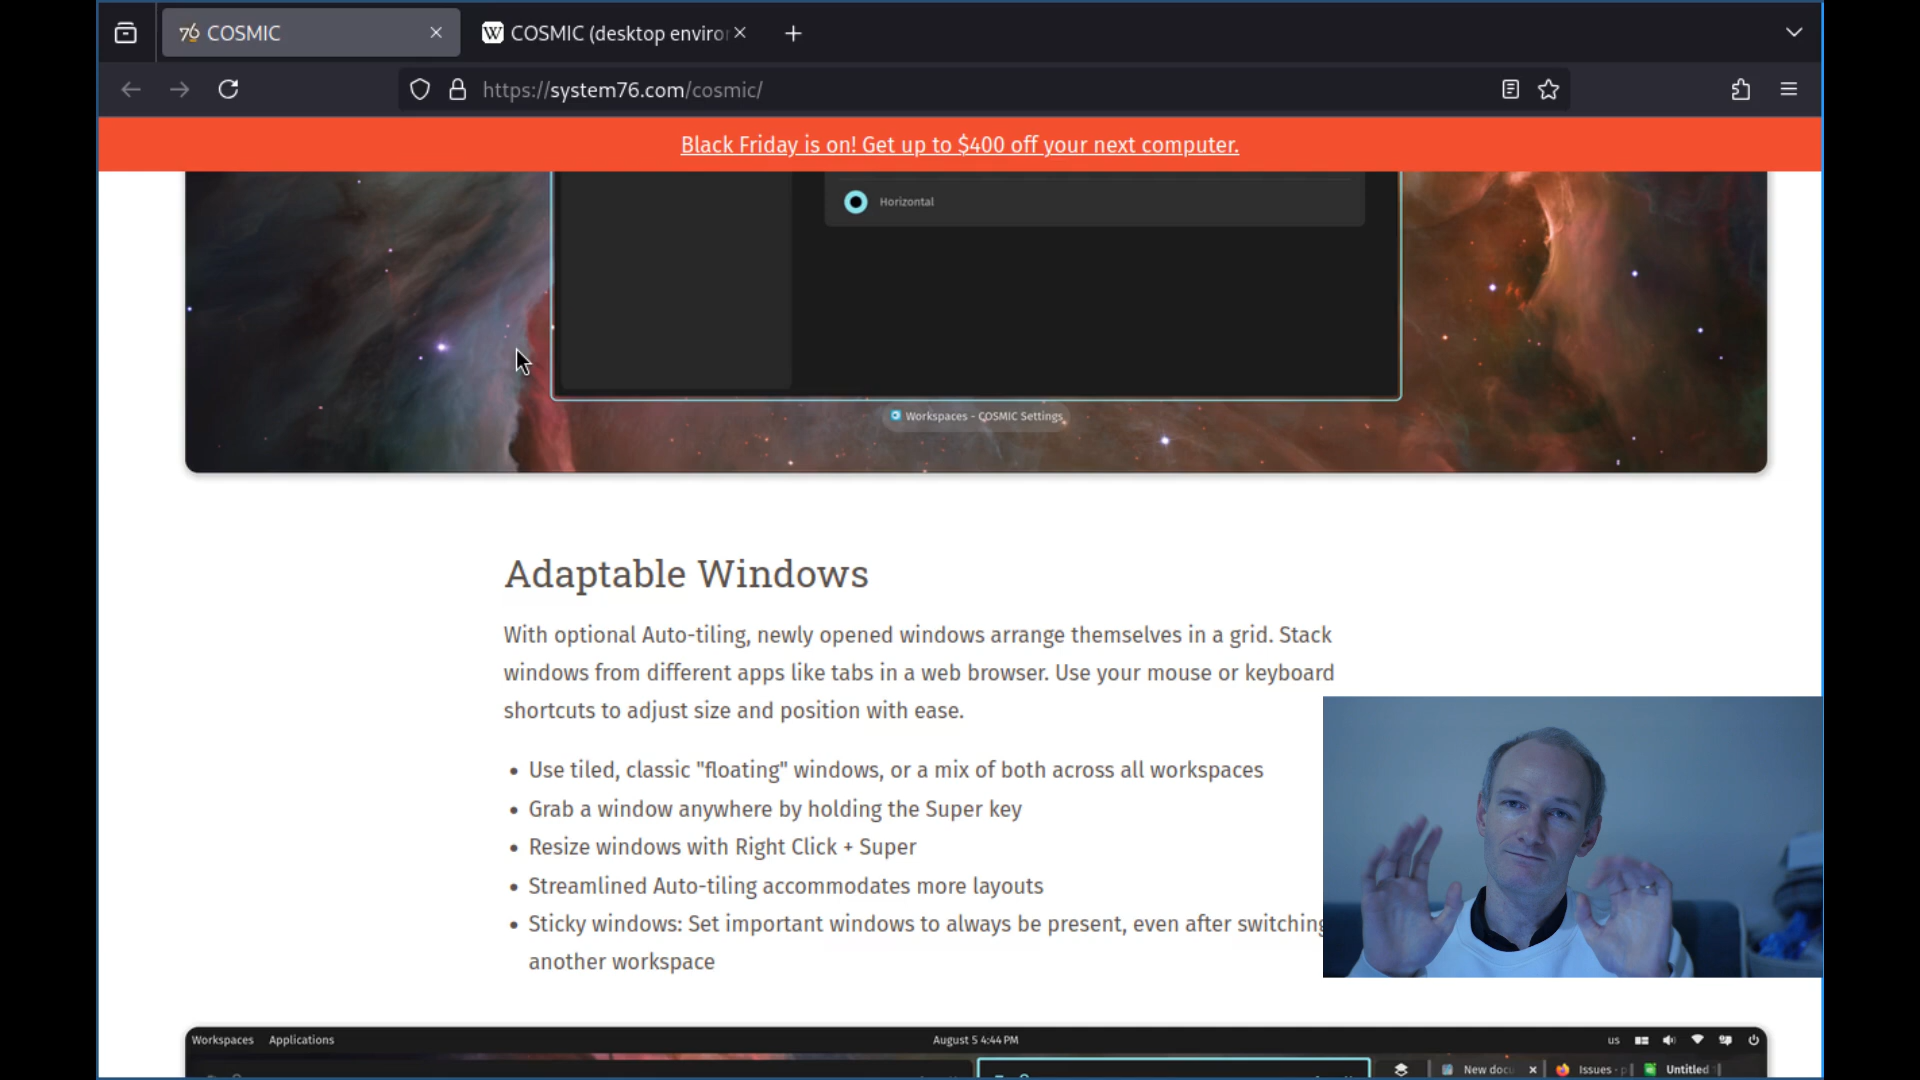 76 COSMIC
W COSMIC (desktop enviro
https://system76.com/cosmic/
Black Friday is on! Get up to $400 off your next computer.
Horizontal
Workspaces - COSMIC Settings
Adaptable Windows
With optional Auto-tiling, newly opened windows arrange themselves in a grid. Stack
windows from different apps like tabs in a web browser. Use your mouse or keyboard
shortcuts to adjust size and position with ease.
• Use tiled, classic "floating" windows, or a mix of both across all workspaces
• Grab a window anywhere by holding the Super key
• Resize windows with Right Click + Super
• Streamlined Auto-tiling accommodates more layouts
• Sticky windows: Set important windows to always be present, even after switching
another workspace
Workspaces Applications August 5 4:44 PM us
New docu Issues - p Untitled